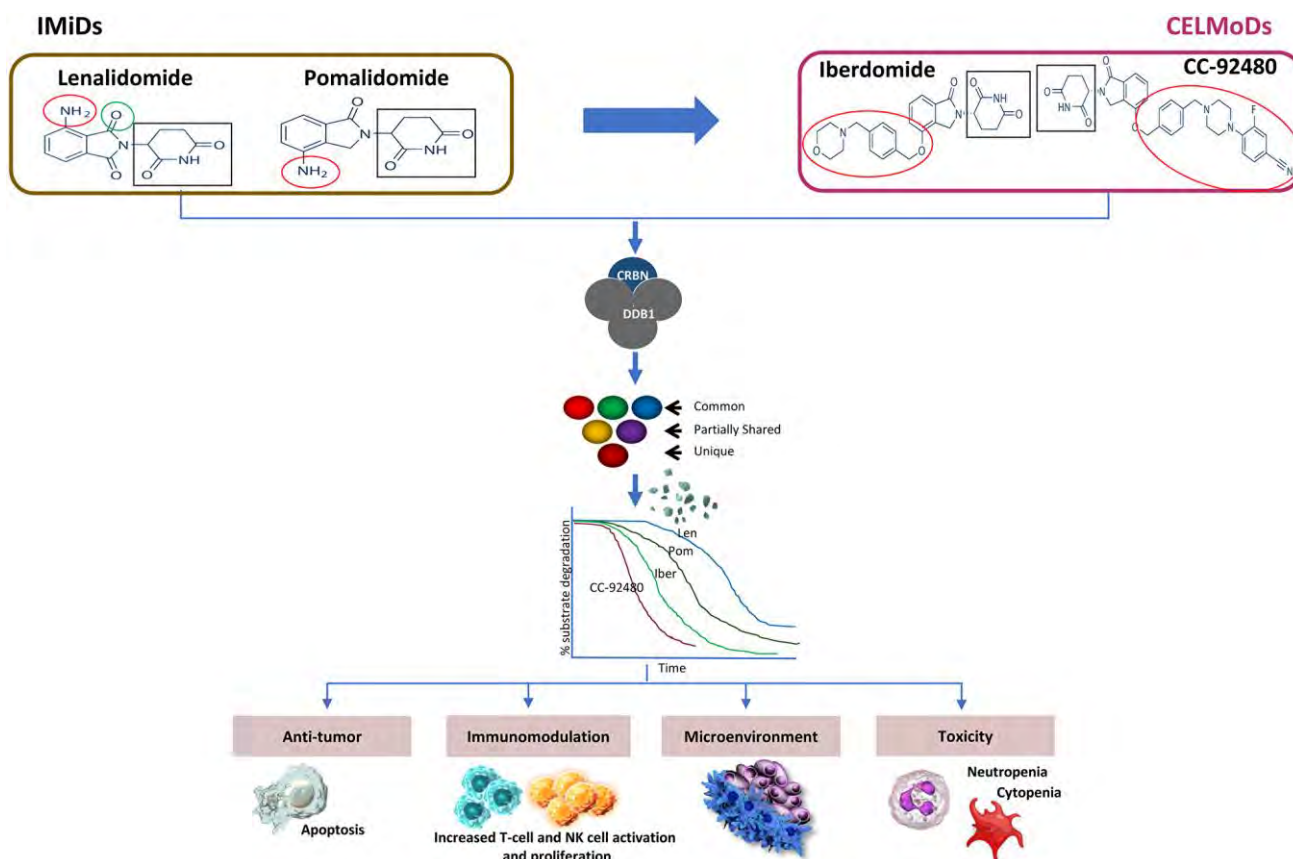 IMiDs
CELMoDs
Lenalidomide
Pomalidomide
Iberdomide
CC-92480
NH₂
O
O
N
O
NH
O
O
N
O
NH
O
NH₂
O
N
O
NH
O
N
O
O
O
NH
O
O
N
O
N
N
F
N
CRBN
DDB1
Common
Partially Shared
Unique
% substrate degradation
Len
Pom
Iber
CC-92480
Time
Anti-tumor
Immunomodulation
Microenvironment
Toxicity
Apoptosis
Increased T-cell and NK cell activation
and proliferation
Neutropenia
Cytopenia